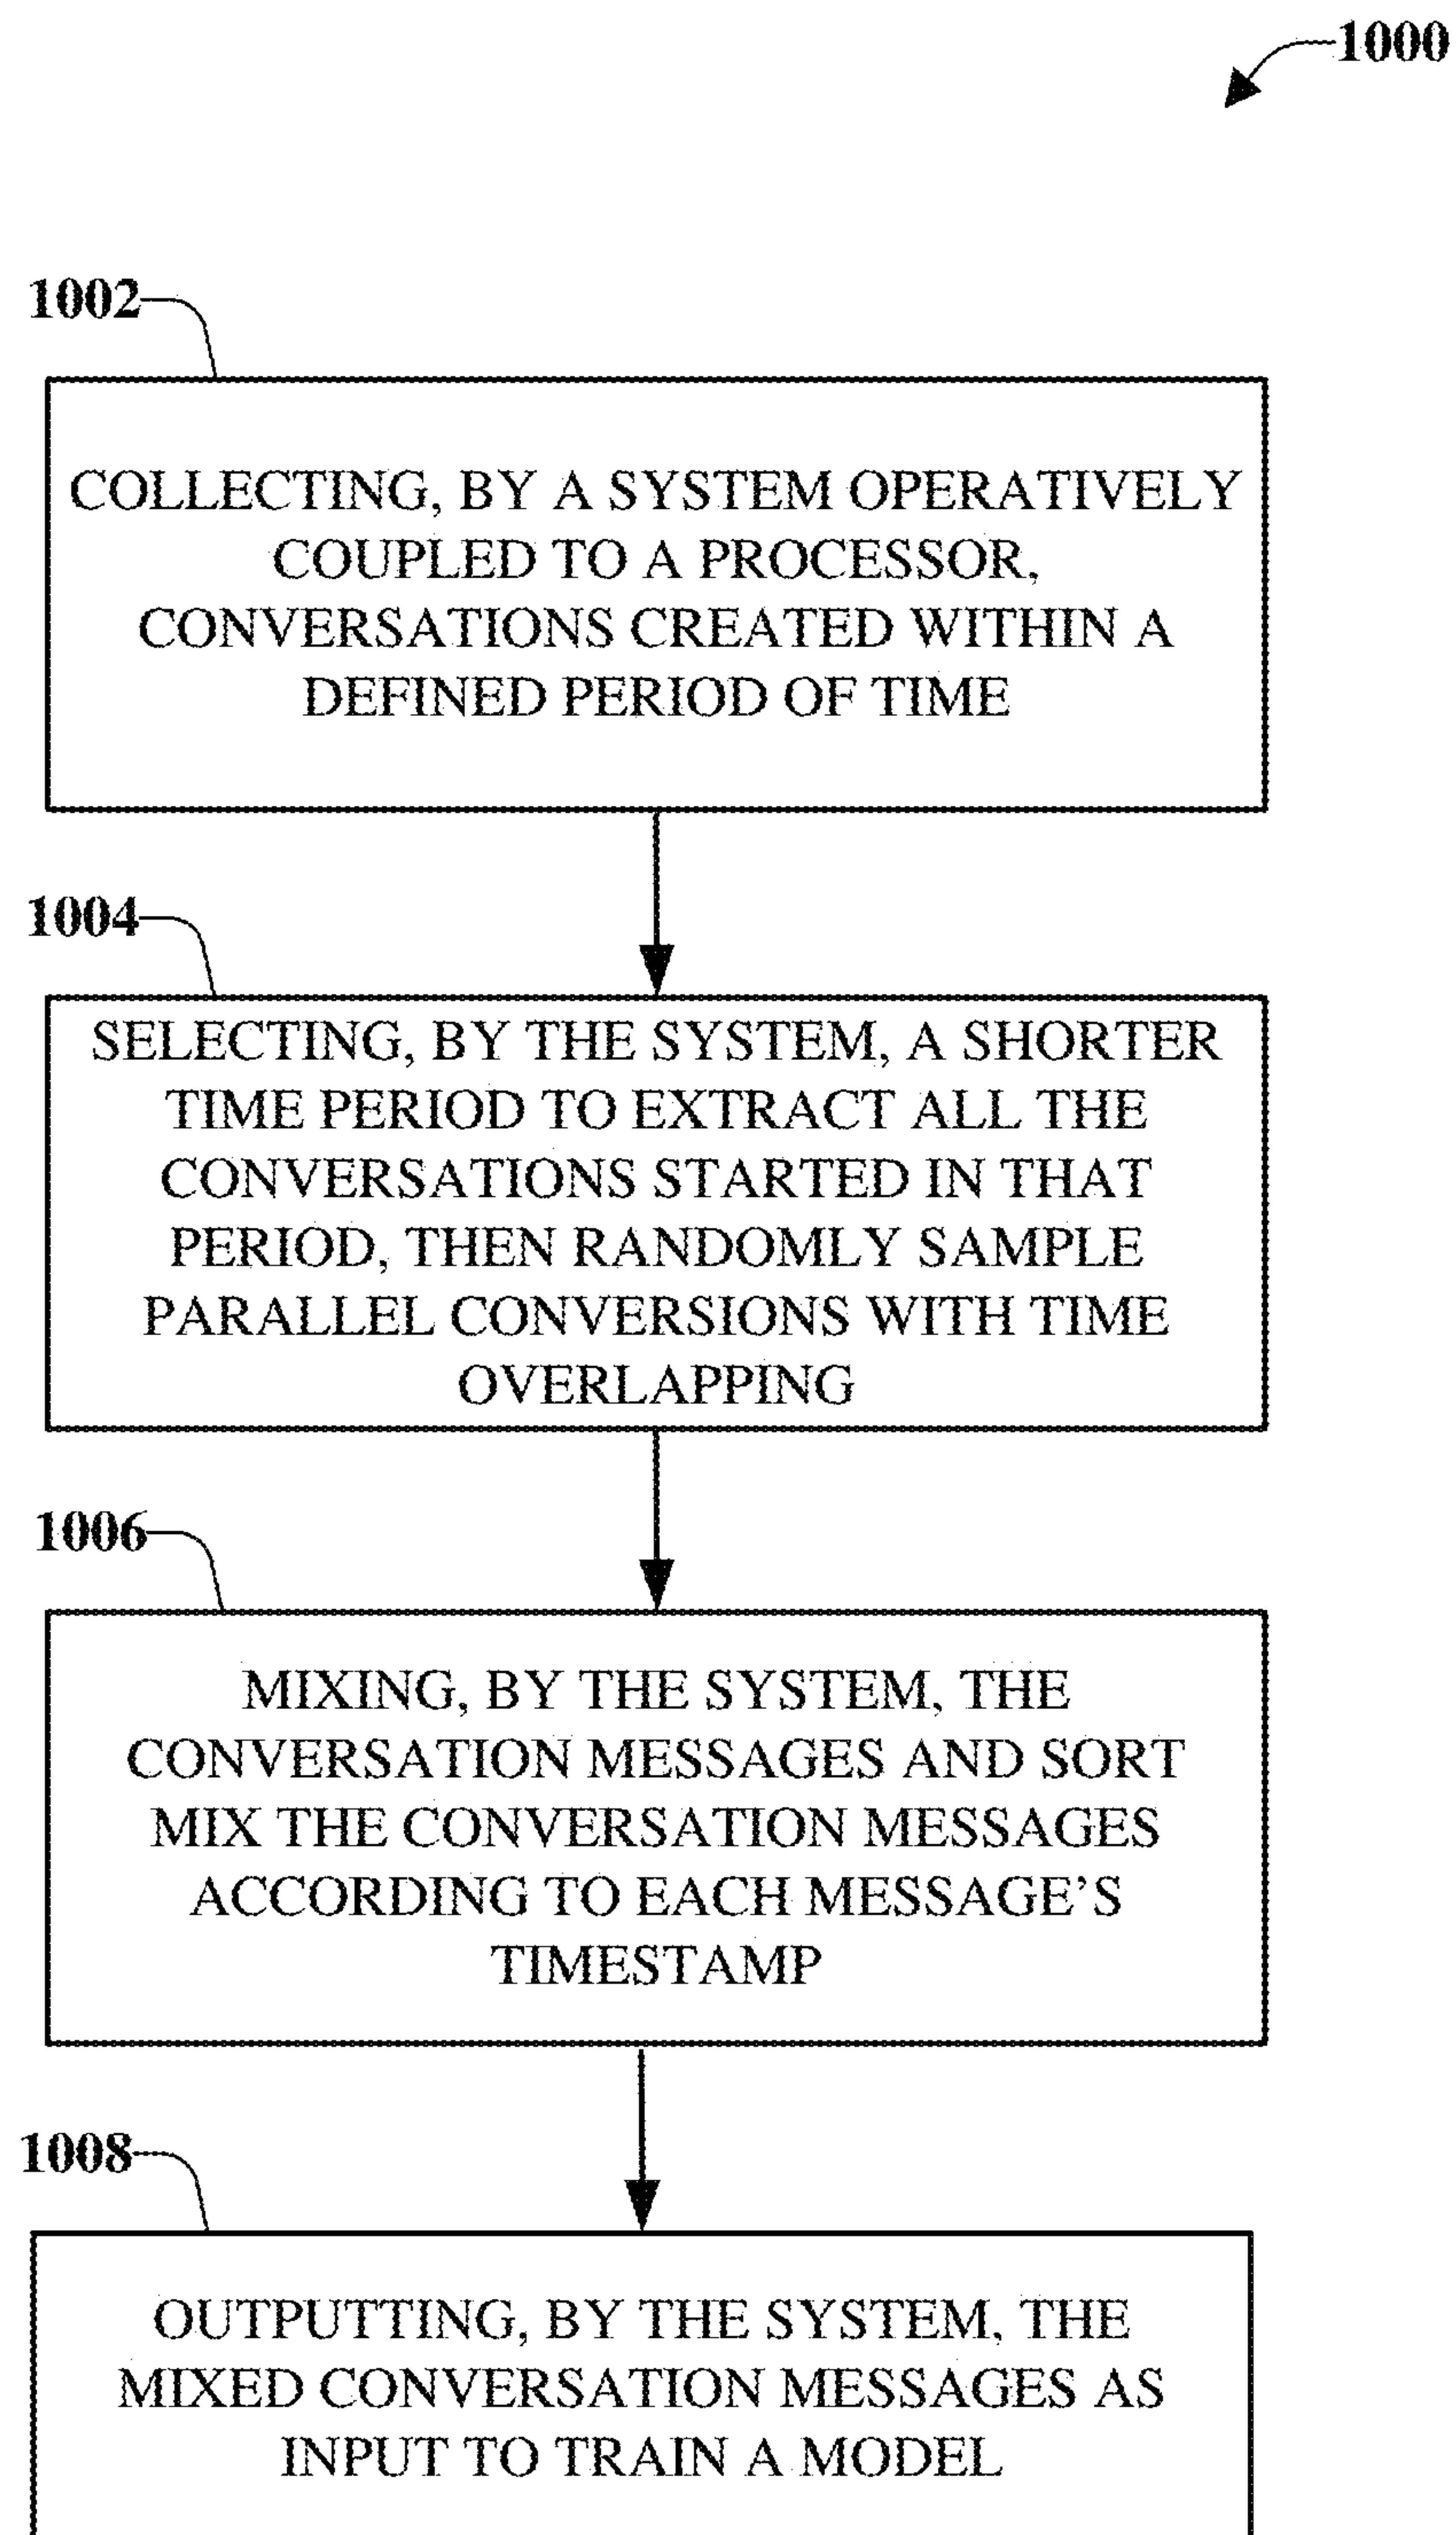 1000
1002
COLLECTING, BY A SYSTEM OPERATIVELY
COUPLED TO A PROCESSOR,
CONVERSATIONS CREATED WITHIN A
DEFINED PERIOD OF TIME
1004
SELECTING, BY THE SYSTEM, A SHORTER
TIME PERIOD TO EXTRACT ALL THE
CONVERSATIONS STARTED IN THAT
PERIOD, THEN RANDOMLY SAMPLE
PARALLEL CONVERSIONS WITH TIME
OVERLAPPING
1006
MIXING, BY THE SYSTEM, THE
CONVERSATION MESSAGES AND SORT
MIX THE CONVERSATION MESSAGES
ACCORDING TO EACH MESSAGE’S
TIMESTAMP
1008
OUTPUTTING, BY THE SYSTEM, THE
MIXED CONVERSATION MESSAGES AS
INPUT TO TRAIN A MODEL